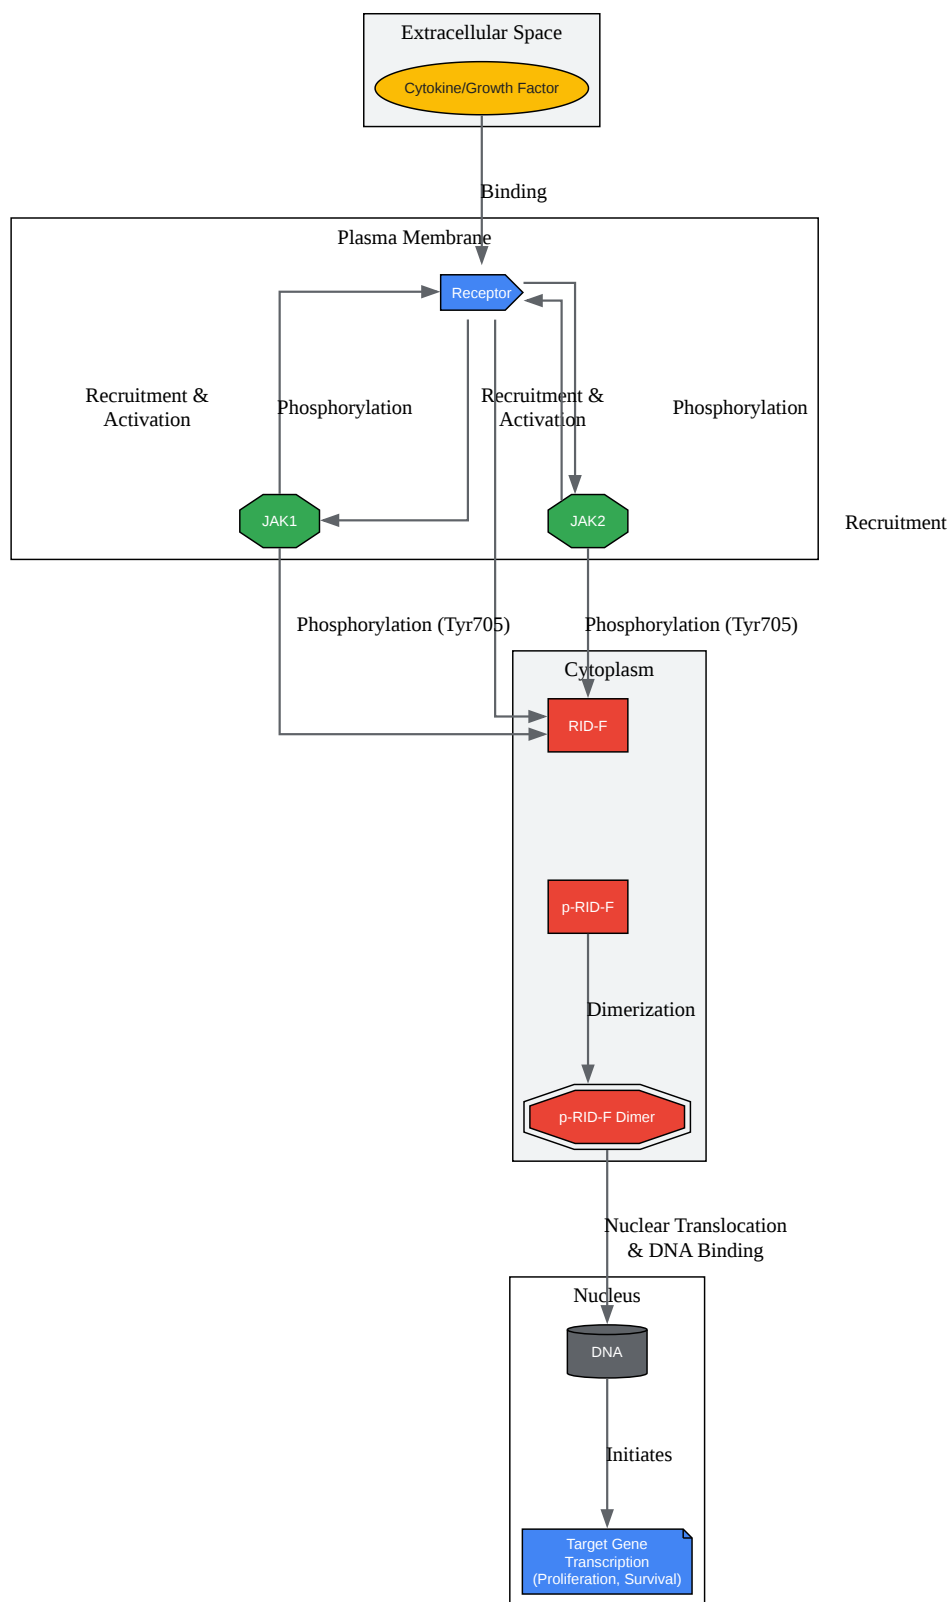 Extracellular Space
Cytokine/Growth Factor
Binding
Plasma Membrane
Receptor
Recruitment &
Activation
Phosphorylation
Recruitment &
Activation
Phosphorylation
JAK1
JAK2
Recruitment
Phosphorylation (Tyr705)
Phosphorylation (Tyr705)
Cytoplasm
RID-F
p-RID-F
Dimerization
p-RID-F Dimer
Nuclear Translocation
& DNA Binding
Nucleus
DNA
Initiates
Target Gene
Transcription
(Proliferation, Survival)